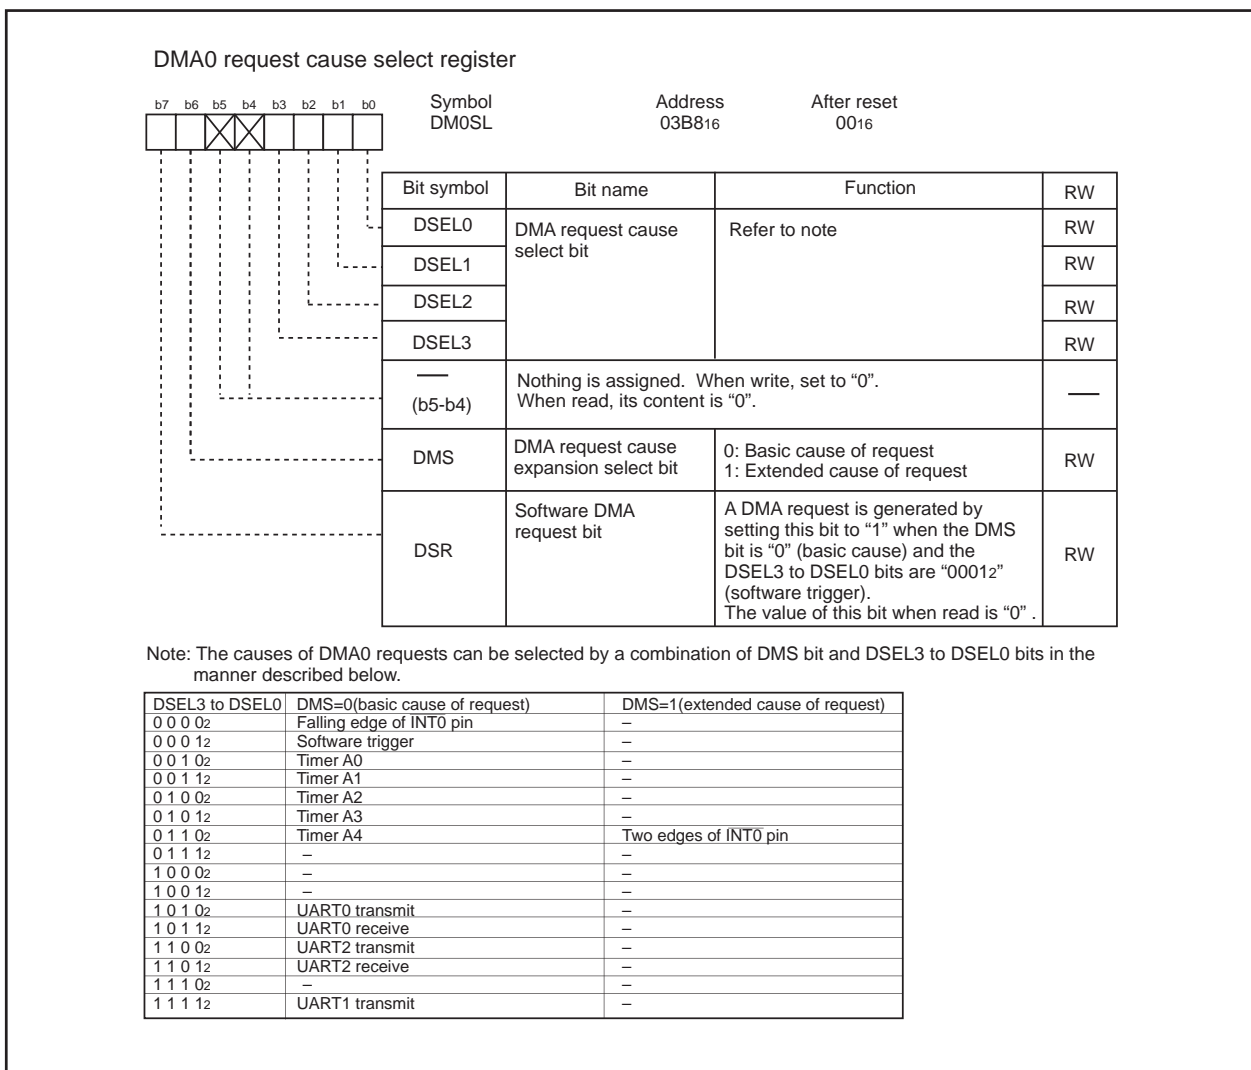 DMA0 request cause select register
b7 b6 b5 b4 b3 b2 b1 b0
Symbol Address After reset
DM0SL 03B816 0016
Bit symbol Bit name Function RW
DSEL0 DMA request cause select bit Refer to note RW
DSEL1 RW
DSEL2 RW
DSEL3 RW
— (b5-b4) Nothing is assigned. When write, set to “0”. —
When read, its content is “0”.
DMS DMA request cause expansion select bit 0: Basic cause of request RW
1: Extended cause of request
DSR Software DMA request bit A DMA request is generated by RW
setting this bit to “1” when the DMS
bit is “0” (basic cause) and the
DSEL3 to DSEL0 bits are “00012”
(software trigger).
The value of this bit when read is “0” .
Note: The causes of DMA0 requests can be selected by a combination of DMS bit and DSEL3 to DSEL0 bits in the
manner described below.
DSEL3 to DSEL0 DMS=0(basic cause of request) DMS=1(extended cause of request)
0 0 0 02 Falling edge of INT0 pin –
0 0 0 12 Software trigger –
0 0 1 02 Timer A0 –
0 0 1 12 Timer A1 –
0 1 0 02 Timer A2 –
0 1 0 12 Timer A3 –
0 1 1 02 Timer A4 Two edges of INT0 pin
0 1 1 12 – –
1 0 0 02 – –
1 0 0 12 – –
1 0 1 02 UART0 transmit –
1 0 1 12 UART0 receive –
1 1 0 02 UART2 transmit –
1 1 0 12 UART2 receive –
1 1 1 02 – –
1 1 1 12 UART1 transmit –